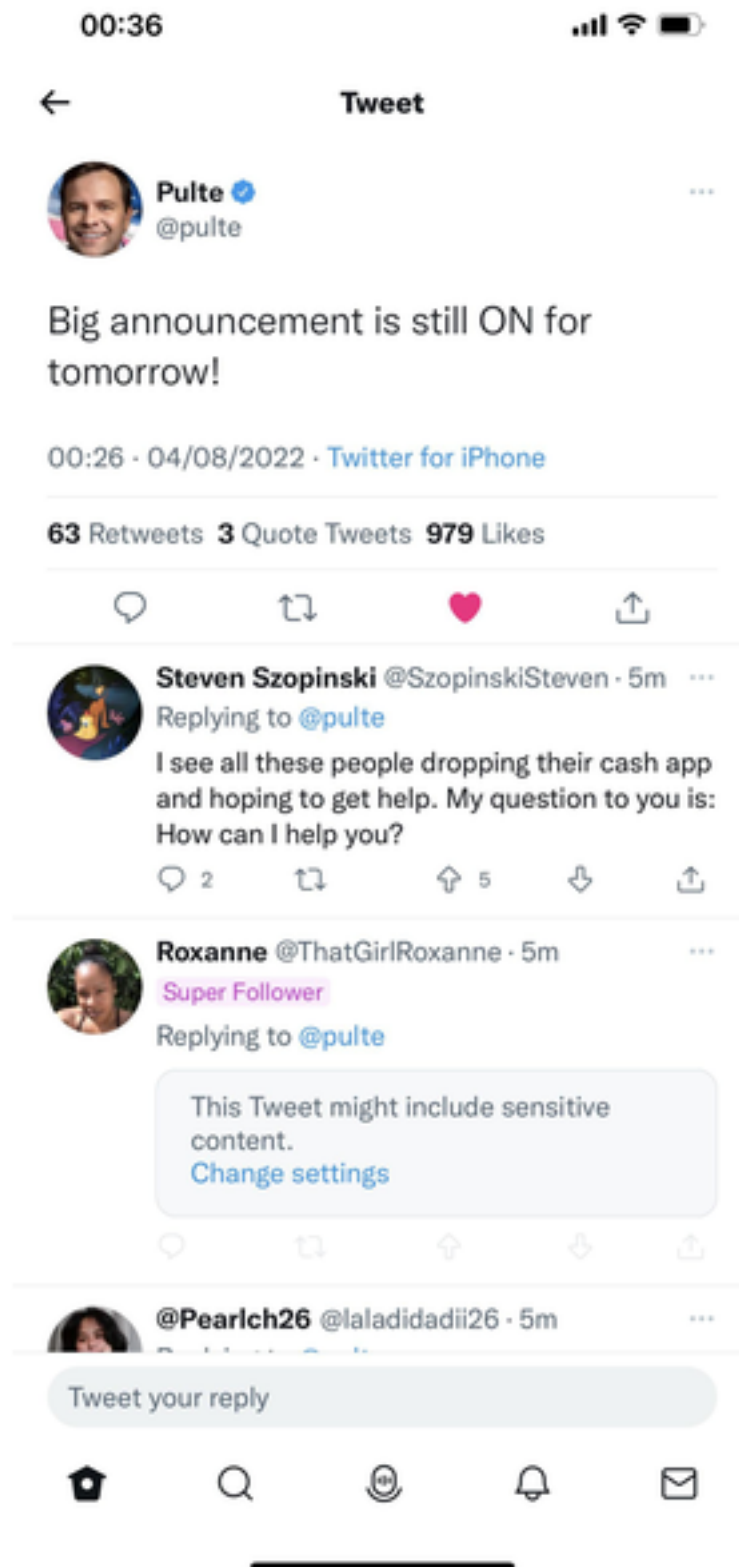 00:36
Tweet
Pulte
@pulte
Big announcement is still ON for
tomorrow!
00:26 · 04/08/2022 · Twitter for iPhone
63 Retweets 3 Quote Tweets 979 Likes
Steven Szopinski @SzopinskiSteven · 5m
Replying to @pulte
I see all these people dropping their cash app
and hoping to get help. My question to you is:
How can I help you?
2 5
Roxanne @ThatGirlRoxanne · 5m
Super Follower
Replying to @pulte
This Tweet might include sensitive
content.
Change settings
@Pearlch26 @laladidadii26 · 5m
Tweet your reply